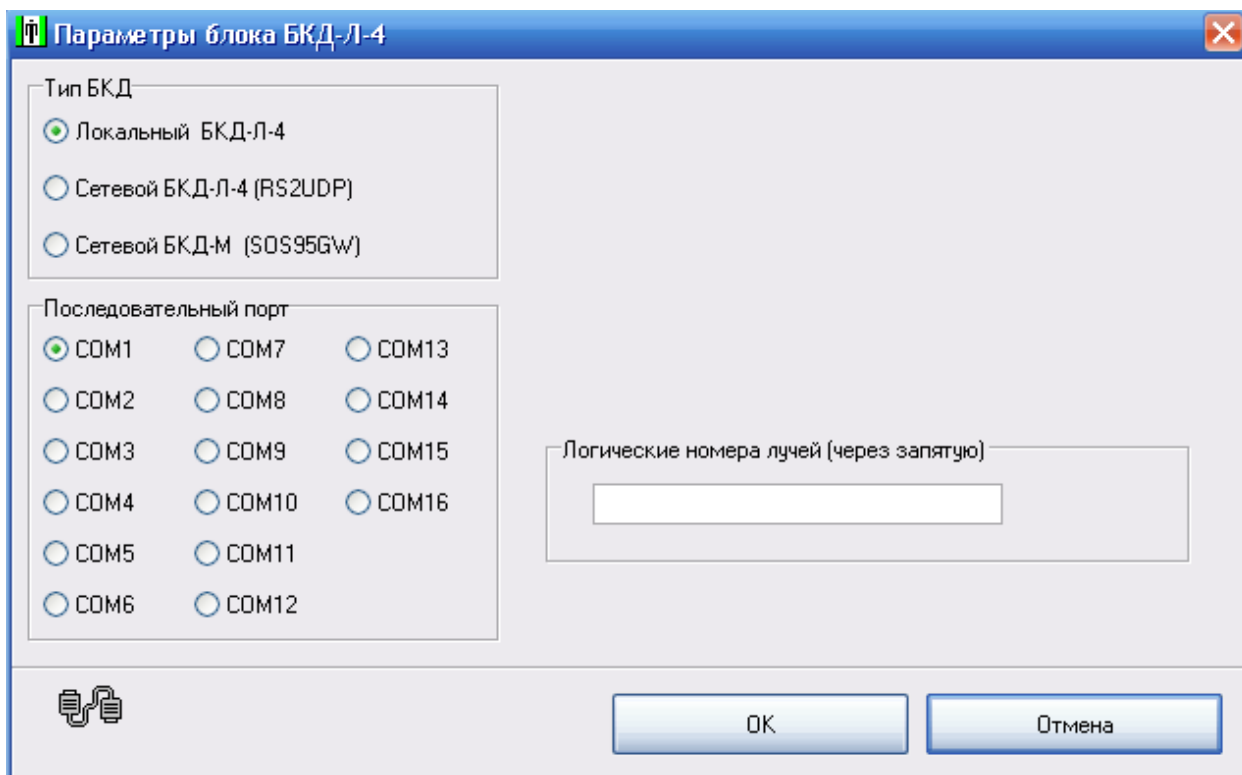 Параметры блока БКД-Л-4
Тип БКД
Локальный БКД-Л-4
Сетевой БКД-Л-4 (RS2UDP)
Сетевой БКД-М (SOS95GW)
Последовательный порт
COM1 COM7 COM13
COM2 COM8 COM14
COM3 COM9 COM15
COM4 COM10 COM16
COM5 COM11
COM6 COM12
Логические номера лучей (через запятую)
OK Отмена